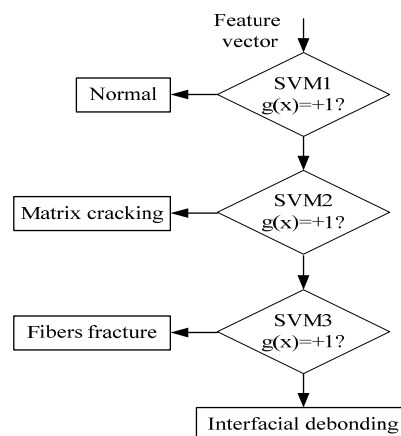 Feature
vector
SVM1
g(x)=+1?
Normal
SVM2
g(x)=+1?
Matrix cracking
SVM3
g(x)=+1?
Fibers fracture
Interfacial debonding